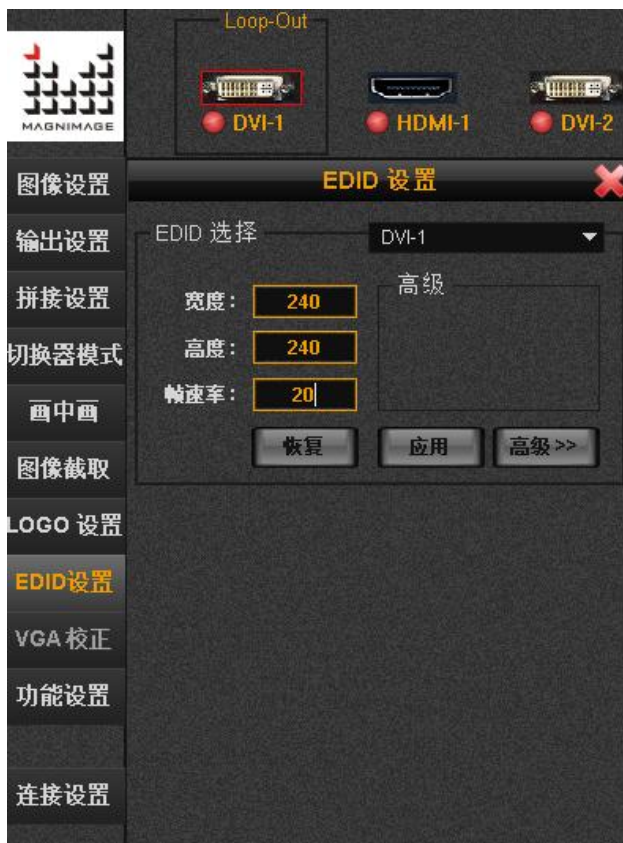 Loop-Out
MAGNIMAGE
DVI-1
HDMI-1
DVI-2
图像设置
输出设置
拼接设置
切换器模式
画中画
图像截取
LOGO 设置
EDID设置
VGA 校正
功能设置
连接设置
EDID 设置
EDID 选择
DVI-1
宽度： 240
高度： 240
帧速率： 20
高级
恢复
应用
高级 >>